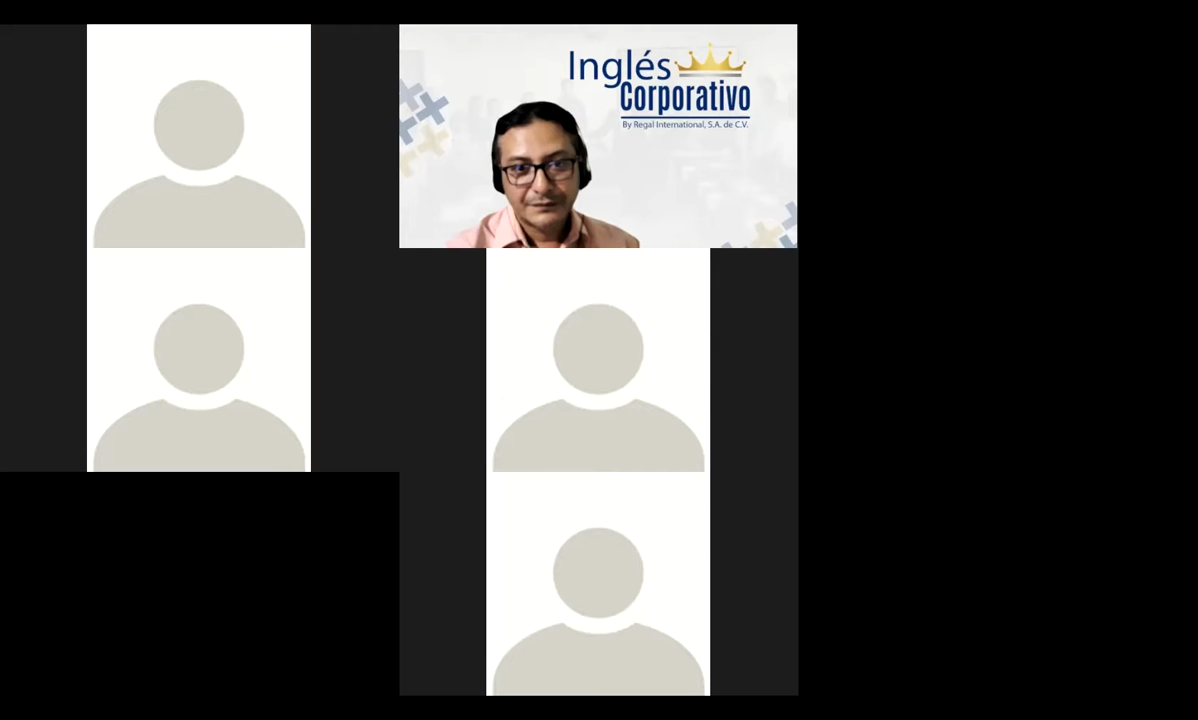 Inglés
Corporativo
By Regal International, S.A. de C.V.